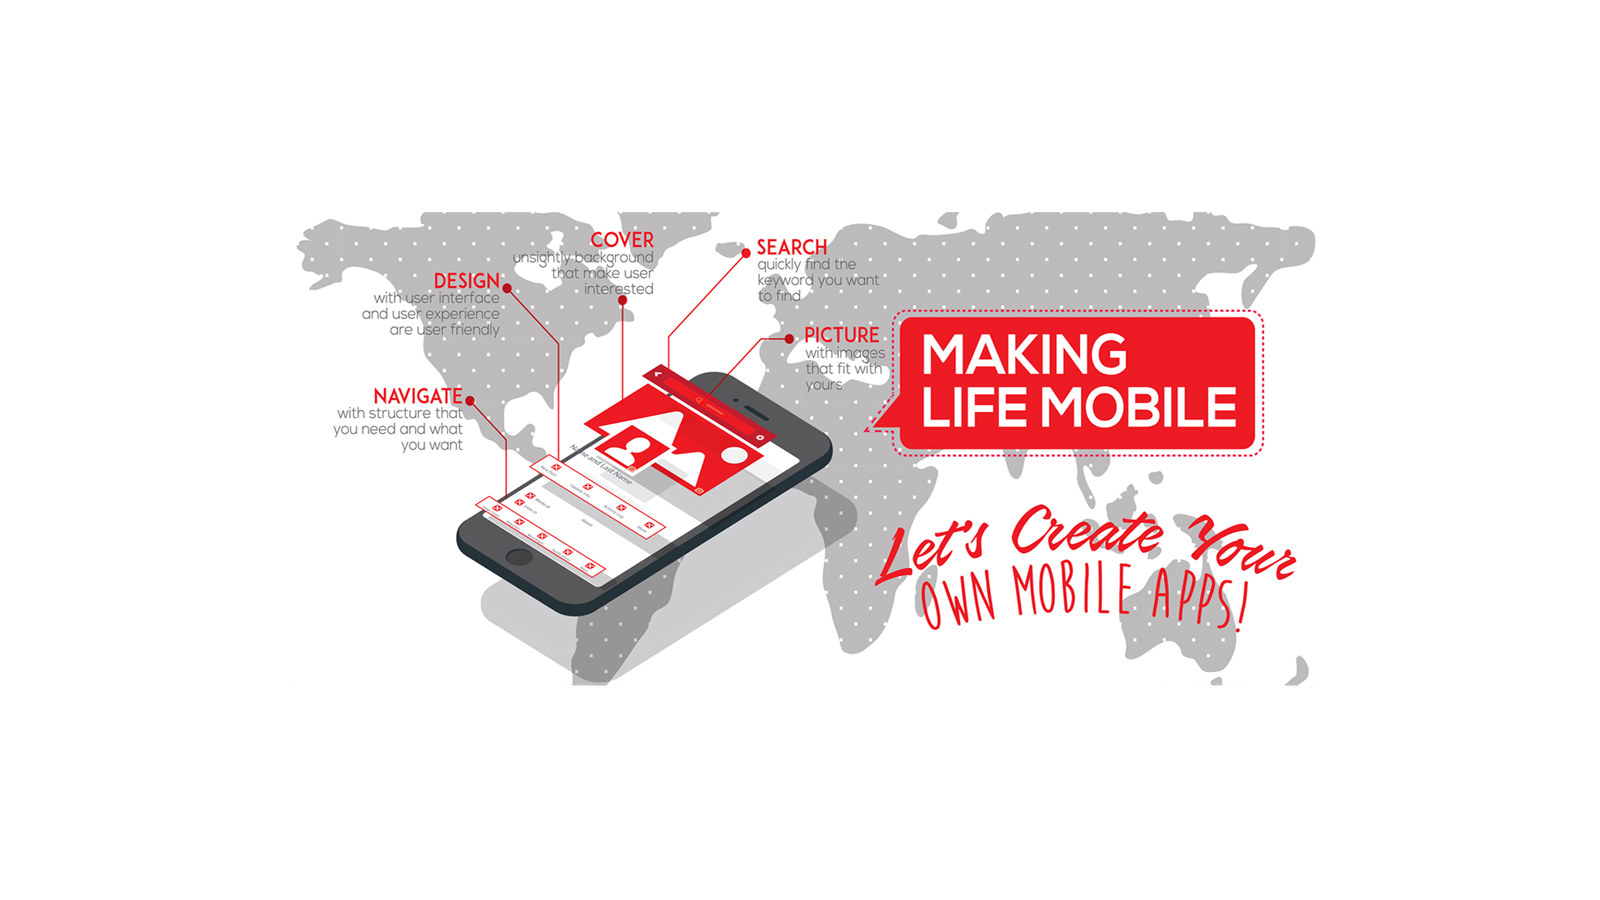 COVER
unsightly background
that make user
interested
SEARCH
quickly find the
keyword you want
to find
DESIGN
with user interface
and user experience
are user friendly
PICTURE
with images
that fit with
yours
NAVIGATE
with structure that
you need and what
you want
MAKING
LIFE MOBILE
Let's Create Your
OWN MOBILE APPS!
Name and Last Name
About